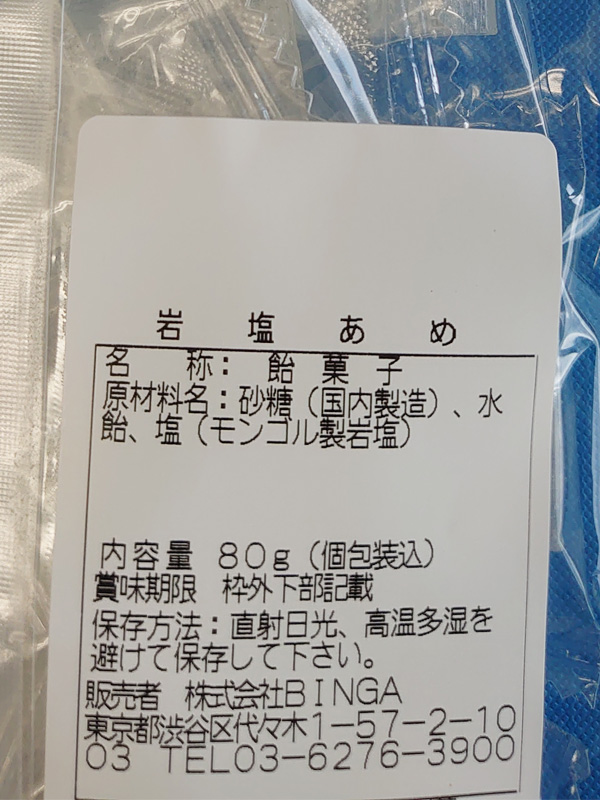 岩塩あめ
名　称：飴菓子
原材料名：砂糖（国内製造）、水
飴、塩（モンゴル製岩塩）
内容量　８０ｇ（個包装込）
賞味期限　枠外下部記載
保存方法：直射日光、高温多湿を
避けて保存して下さい。
販売者　株式会社ＢＩＮＧＡ
東京都渋谷区代々木１－５７－２－１０
０３　ＴＥＬ０３－６２７６－３９００